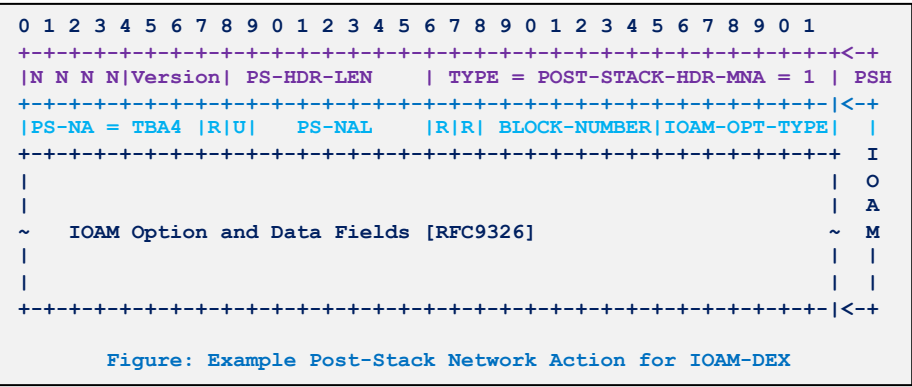 0 1 2 3 4 5 6 7 8 9 0 1 2 3 4 5 6 7 8 9 0 1 2 3 4 5 6 7 8 9 0 1
+-+-+-+-+-+-+-+-+-+-+-+-+-+-+-+-+-+-+-+-+-+-+-+-+-+-+-+-+-+-+-+-+<-+
|N N N N|Version| PS-HDR-LEN    | TYPE = POST-STACK-HDR-MNA = 1 | PSH
+-+-+-+-+-+-+-+-+-+-+-+-+-+-+-+-+-+-+-+-+-+-+-+-+-+-+-+-+-+-+-+-|<-+
|PS-NA = TBA4 |R|U|   PS-NAL    |R|R| BLOCK-NUMBER|IOAM-OPT-TYPE|  |
+-+-+-+-+-+-+-+-+-+-+-+-+-+-+-+-+-+-+-+-+-+-+-+-+-+-+-+-+-+-+-+-+  I
|                                                               |  O
|                                                               |  A
~   IOAM Option and Data Fields [RFC9326]                       ~  M
|                                                               |  |
|                                                               |  |
+-+-+-+-+-+-+-+-+-+-+-+-+-+-+-+-+-+-+-+-+-+-+-+-+-+-+-+-+-+-+-+-|<-+
Figure: Example Post-Stack Network Action for IOAM-DEX